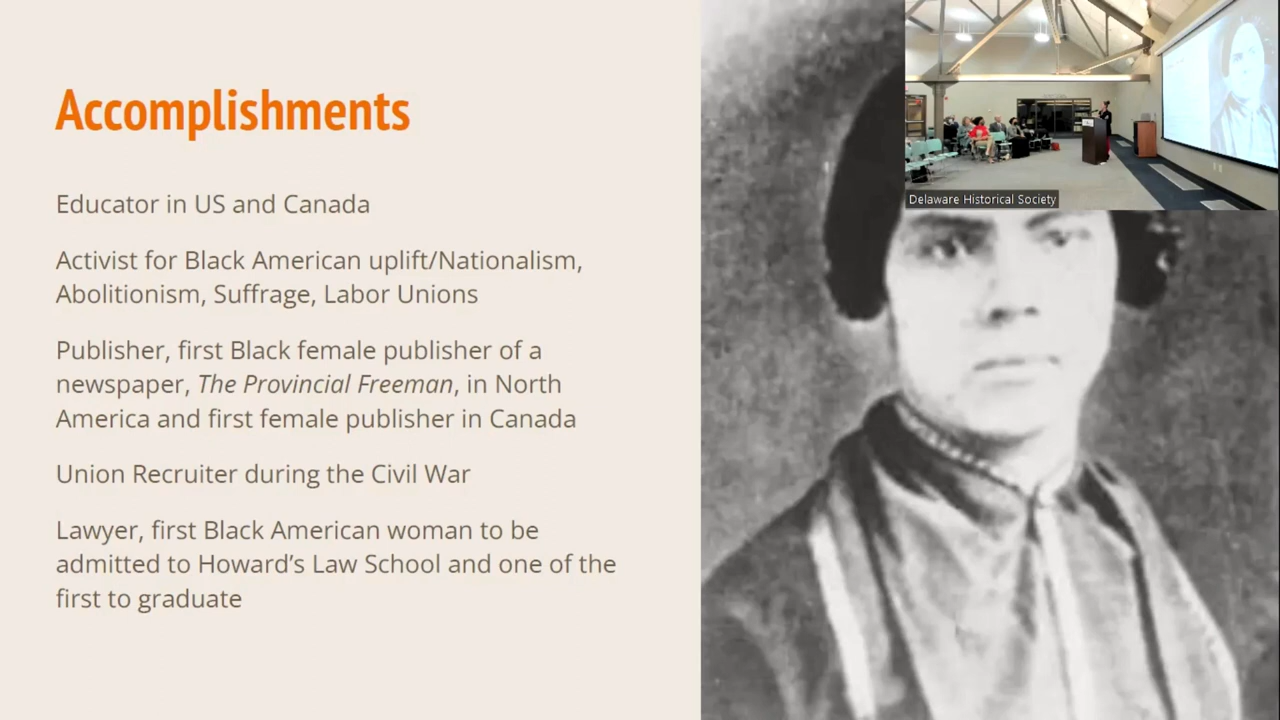 Accomplishments
Educator in US and Canada
Activist for Black American uplift/Nationalism,
Abolitionism, Suffrage, Labor Unions
Publisher, first Black female publisher of a
newspaper, The Provincial Freeman, in North
America and first female publisher in Canada
Union Recruiter during the Civil War
Lawyer, first Black American woman to be
admitted to Howard’s Law School and one of the
first to graduate
Delaware Historical Society